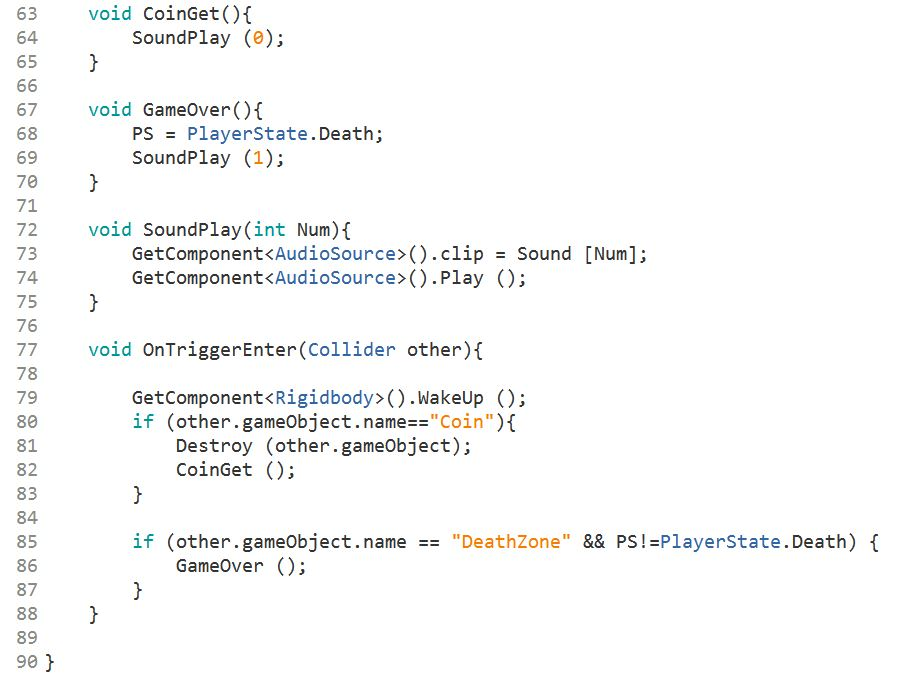 63 void CoinGet(){
64 SoundPlay (0);
65 }
66
67 void GameOver(){
68 PS = PlayerState.Death;
69 SoundPlay (1);
70 }
71
72 void SoundPlay(int Num){
73 GetComponent<AudioSource>().clip = Sound [Num];
74 GetComponent<AudioSource>().Play ();
75 }
76
77 void OnTriggerEnter(Collider other){
78
79 GetComponent<Rigidbody>().WakeUp ();
80 if (other.gameObject.name=="Coin"){
81 Destroy (other.gameObject);
82 CoinGet ();
83 }
84
85 if (other.gameObject.name == "DeathZone" && PS!=PlayerState.Death) {
86 GameOver ();
87 }
88 }
89
90 }